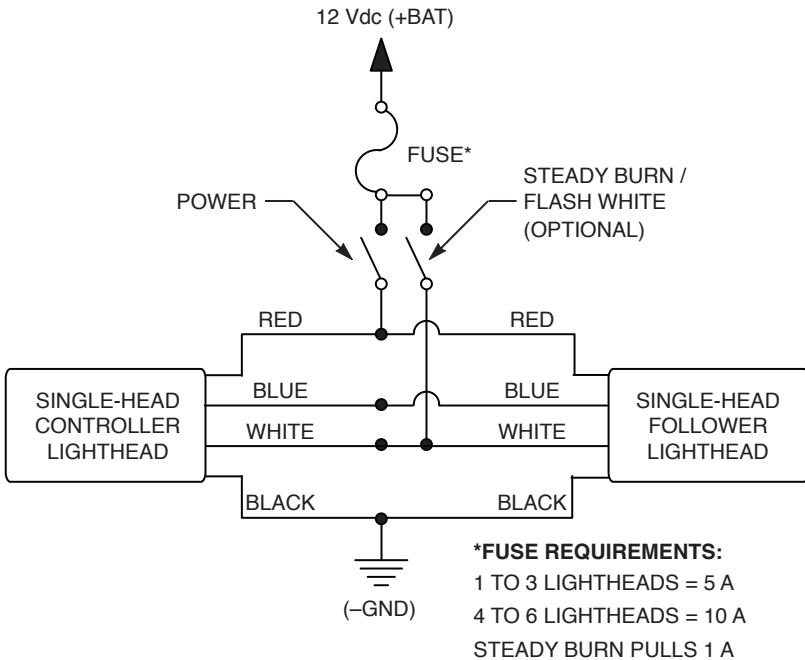 12 Vdc (+BAT)
FUSE*
POWER
STEADY BURN /
FLASH WHITE
(OPTIONAL)
RED
RED
SINGLE-HEAD
CONTROLLER
LIGHTHEAD
BLUE
BLUE
WHITE
WHITE
SINGLE-HEAD
FOLLOWER
LIGHTHEAD
BLACK
BLACK
(–GND)
*FUSE REQUIREMENTS:
1 TO 3 LIGHTHEADS = 5 A
4 TO 6 LIGHTHEADS = 10 A
STEADY BURN PULLS 1 A